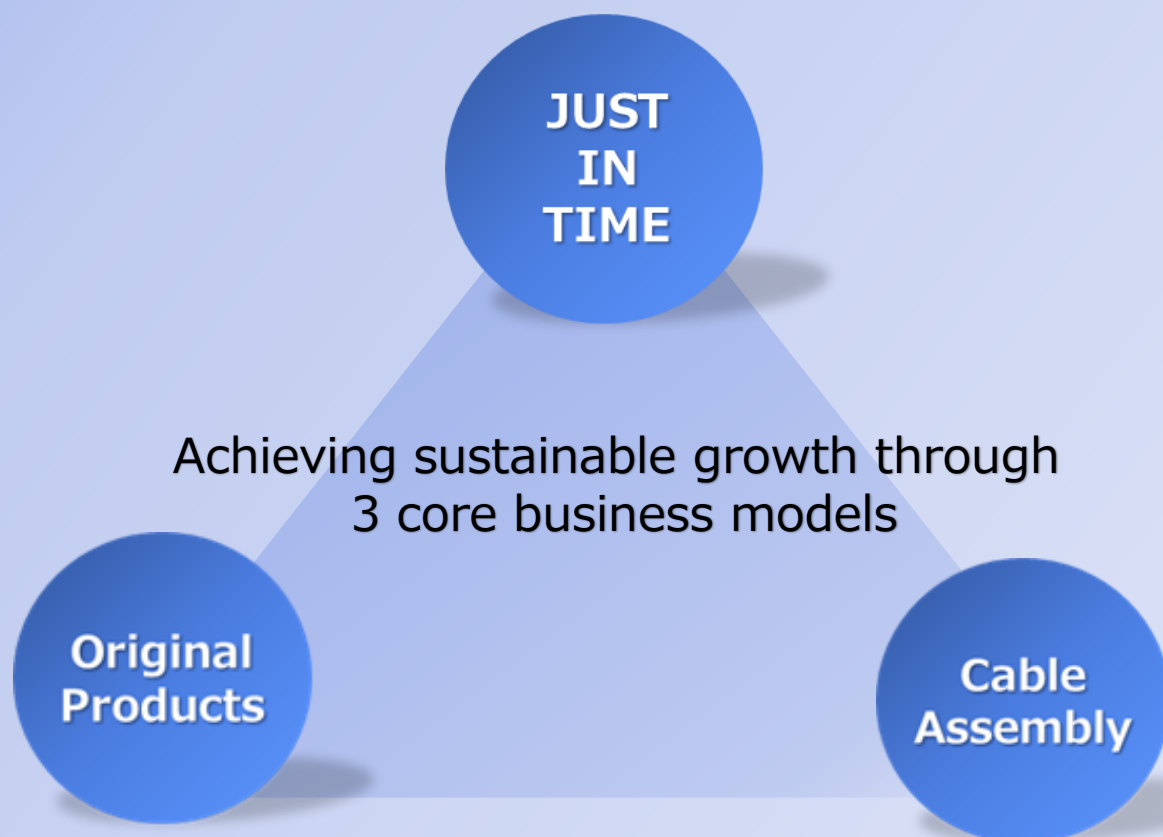 JUST
IN
TIME
Achieving sustainable growth through
3 core business models
Original
Products
Cable
Assembly